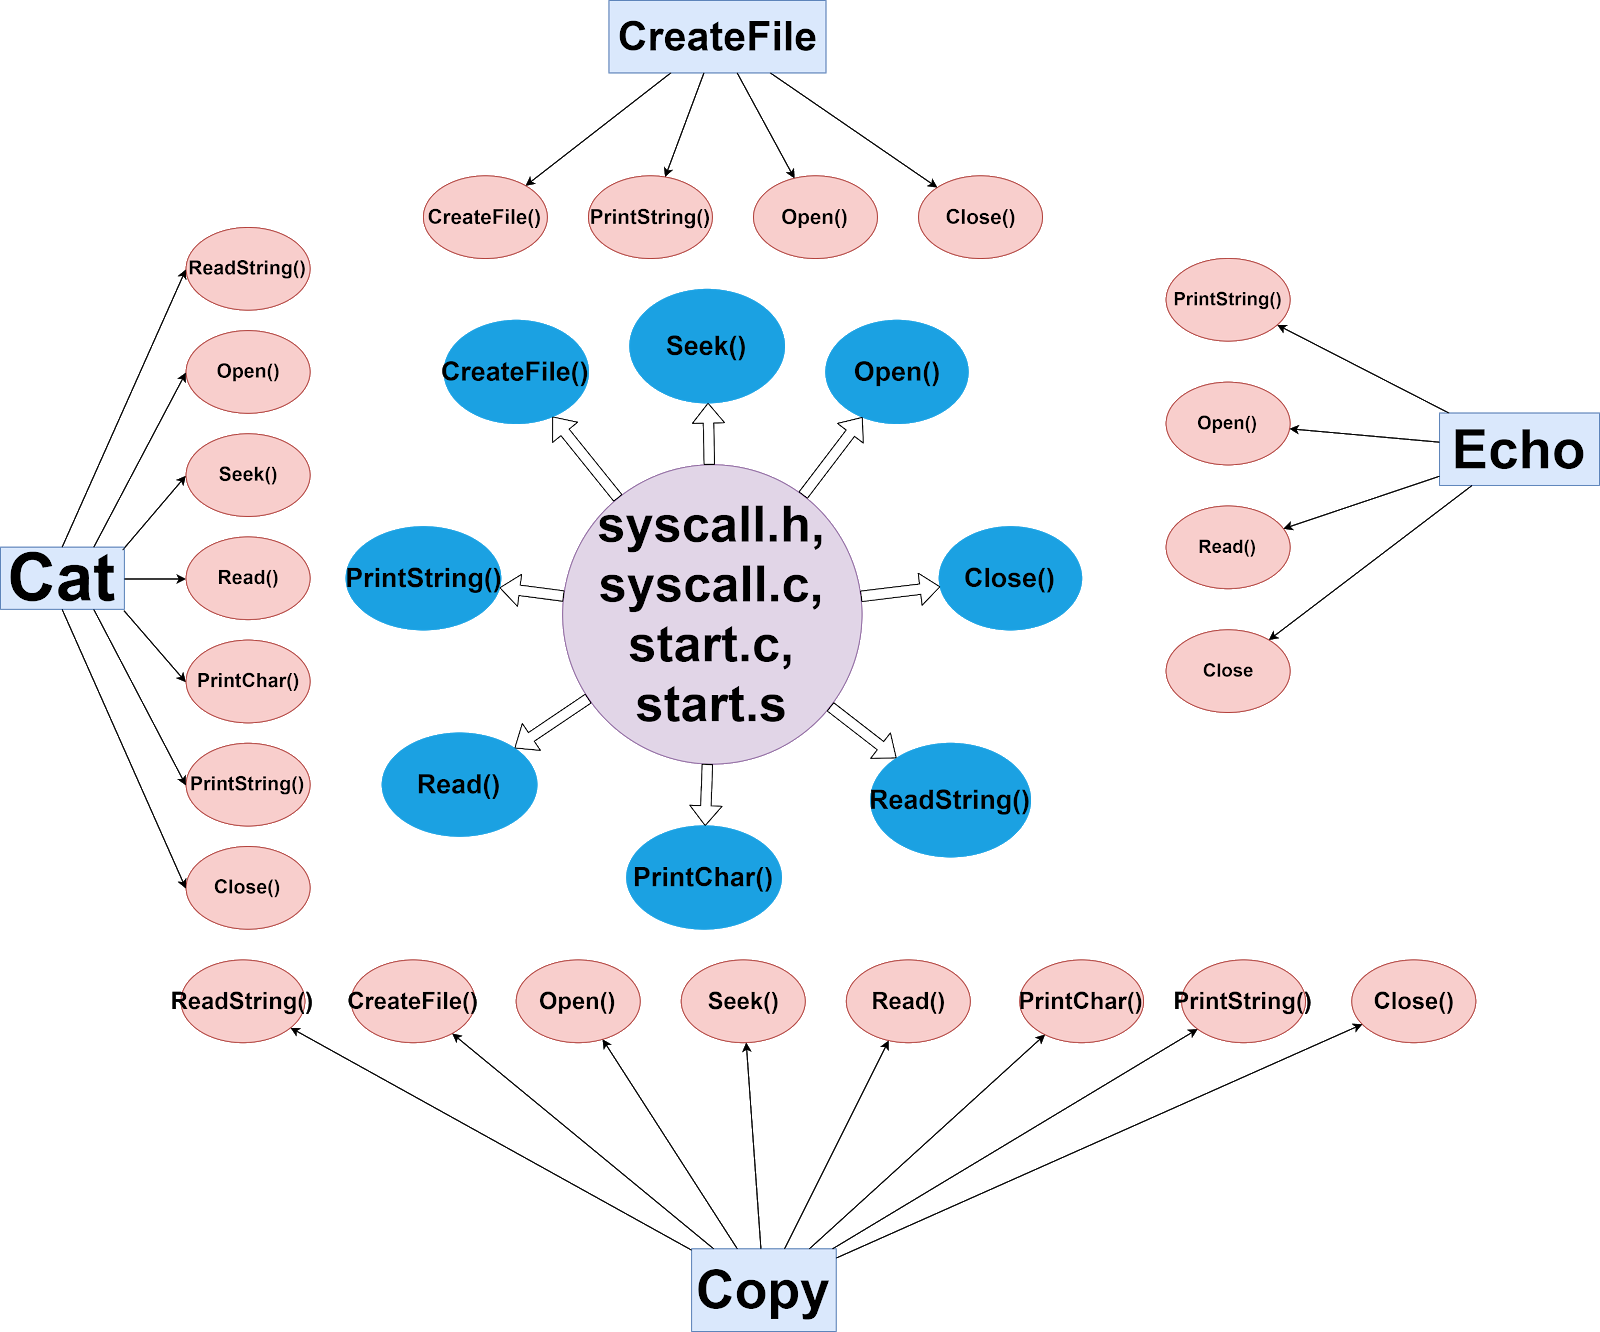 CreateFile
CreateFile()
PrintString()
Open()
Close()
ReadString()
Open()
Seek()
Read()
PrintChar()
PrintString()
Close()
CreateFile()
Seek()
Open()
PrintString()
Close()
Read()
ReadString()
PrintChar()
syscall.h,
syscall.c,
start.c,
start.s
Cat
PrintString()
Open()
Read()
Close
Echo
ReadString()
CreateFile()
Open()
Seek()
Read()
PrintChar()
PrintString()
Close()
Copy